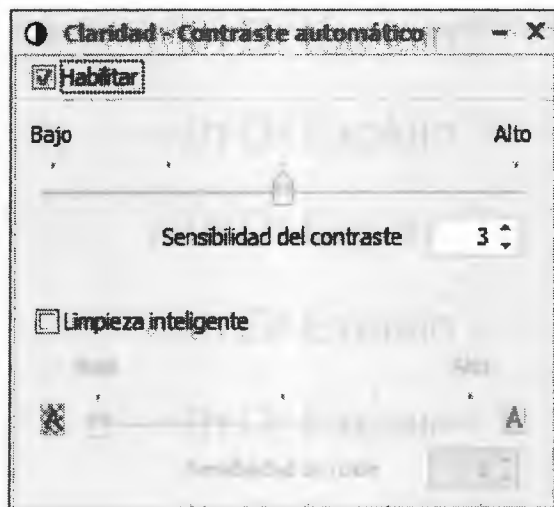 Claridad - Contraste automático
Habilitar
Bajo Alto
Sensibilidad del contraste 3
Limpieza inteligente
A A